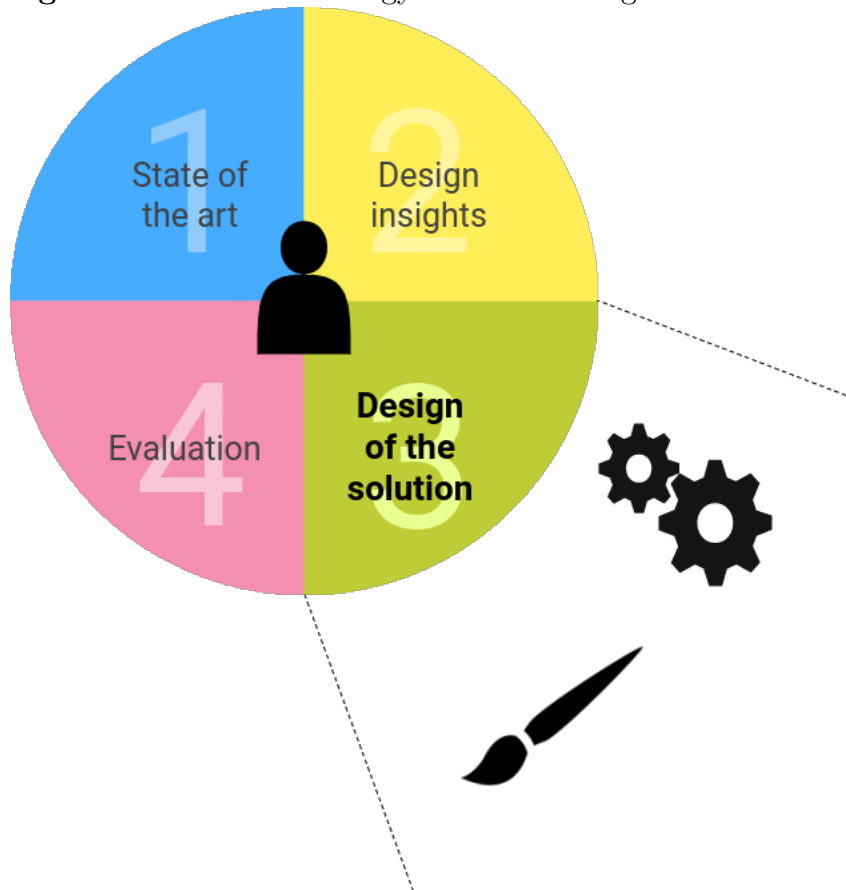 1
State of
the art
2
Design
insights
4
Evaluation
3
Design
of the
solution